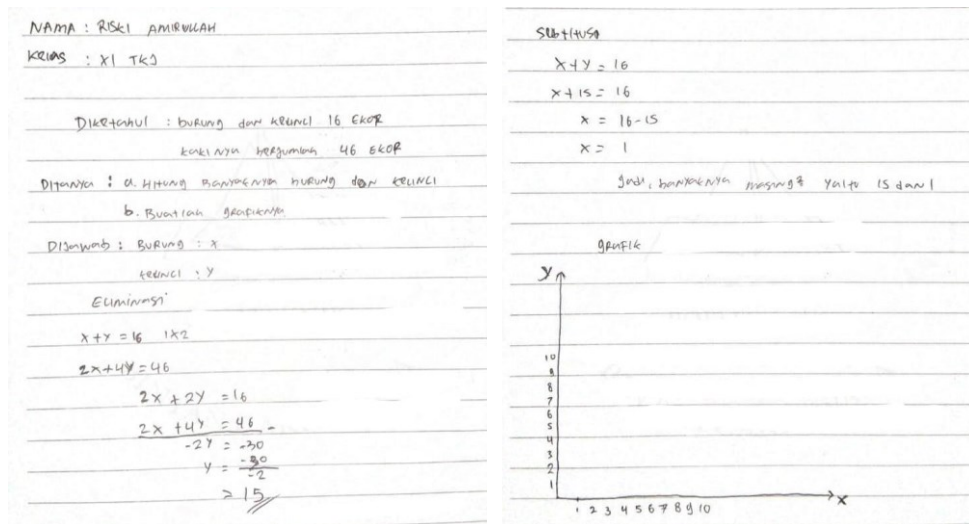 NAMA : RISKI AMIRULLAH
Kelas : XI TKJ
Diketahui : burung dan kelinci 16 EKOR
kaki nya berjumlah 46 EKOR
Ditanya : a. Hitung Banyaknya burung dan kelinci
b. Buatlah grafiknya
Dijawab : BURUNG : x
kelinci : y
Eliminasi
x + y = 16 | x2
2x + 4y = 46
2x + 2y = 16
2x + 4y = 46 -
-2y = -30
y = -30
-2
= 15
Subtitusi
x + y = 16
x + 15 = 16
x = 16 - 15
x = 1
Jadi, banyaknya masing2 yaitu 15 dan 1
grafik
y
10
9
8
7
6
5
4
3
2
1
1 2 3 4 5 6 7 8 9 10
x